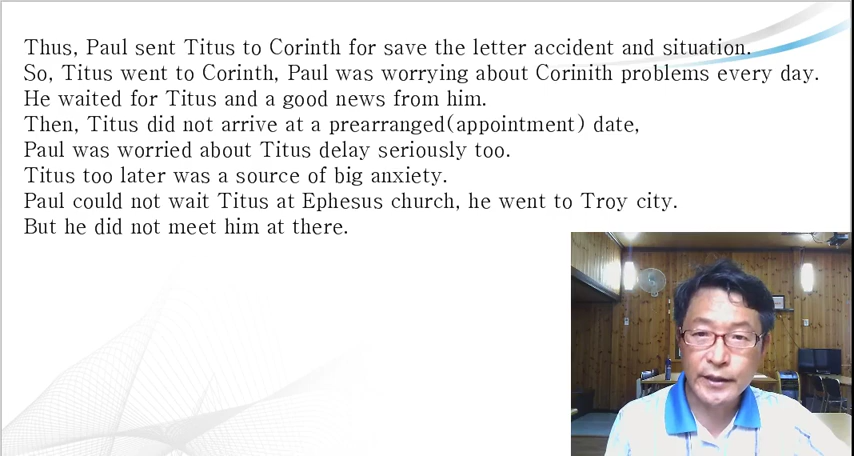 Thus, Paul sent Titus to Corinth for save the letter accident and situation.
So, Titus went to Corinth, Paul was worrying about Corinith problems every day.
He waited for Titus and a good news from him.
Then, Titus did not arrive at a prearranged(appointment) date,
Paul was worried about Titus delay seriously too.
Titus too later was a source of big anxiety.
Paul could not wait Titus at Ephesus church, he went to Troy city.
But he did not meet him at there.